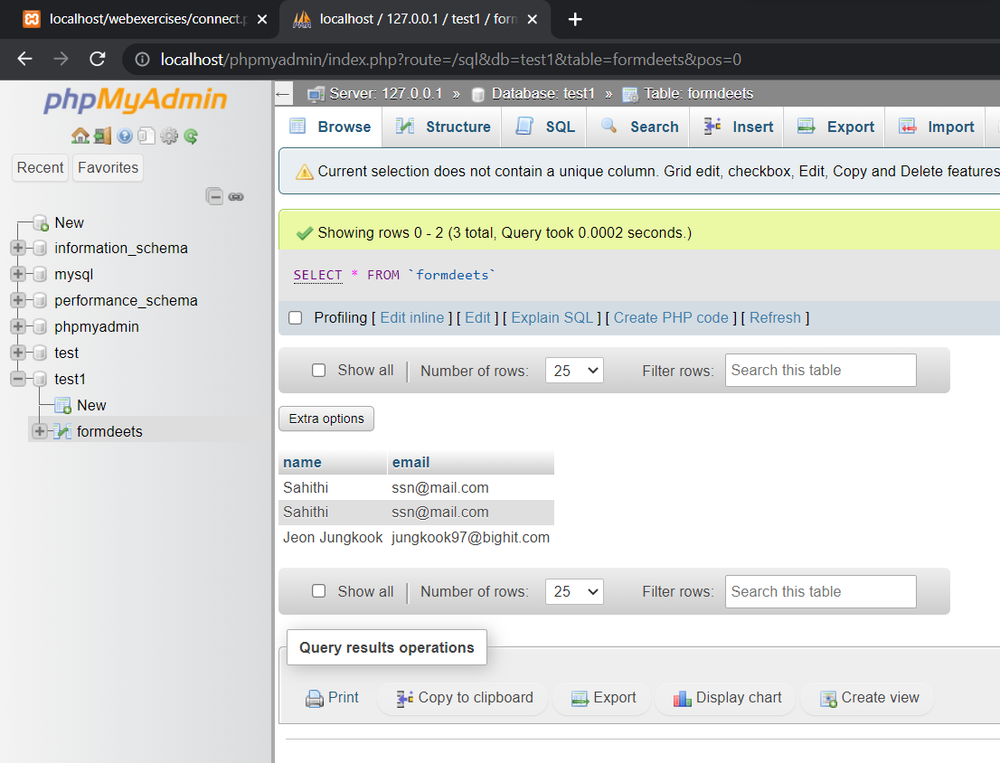 localhost/webexercises/connect.p
localhost / 127.0.0.1 / test1 / form
localhost/phpmyadmin/index.php?route=/sql&db=test1&table=formdeets&pos=0
phpMyAdmin
Recent Favorites
New
information_schema
mysql
performance_schema
phpmyadmin
test
test1
New
formdeets
Server: 127.0.0.1 » Database: test1 » Table: formdeets
Browse Structure SQL Search Insert Export Import
Current selection does not contain a unique column. Grid edit, checkbox, Edit, Copy and Delete features
Showing rows 0 - 2 (3 total, Query took 0.0002 seconds.)
SELECT * FROM `formdeets`
Profiling [ Edit inline ] [ Edit ] [ Explain SQL ] [ Create PHP code ] [ Refresh ]
Show all | Number of rows: 25 Filter rows: Search this table
Extra options
name email
Sahithi ssn@mail.com
Sahithi ssn@mail.com
Jeon Jungkook jungkook97@bighit.com
Show all | Number of rows: 25 Filter rows: Search this table
Query results operations
Print Copy to clipboard Export Display chart Create view